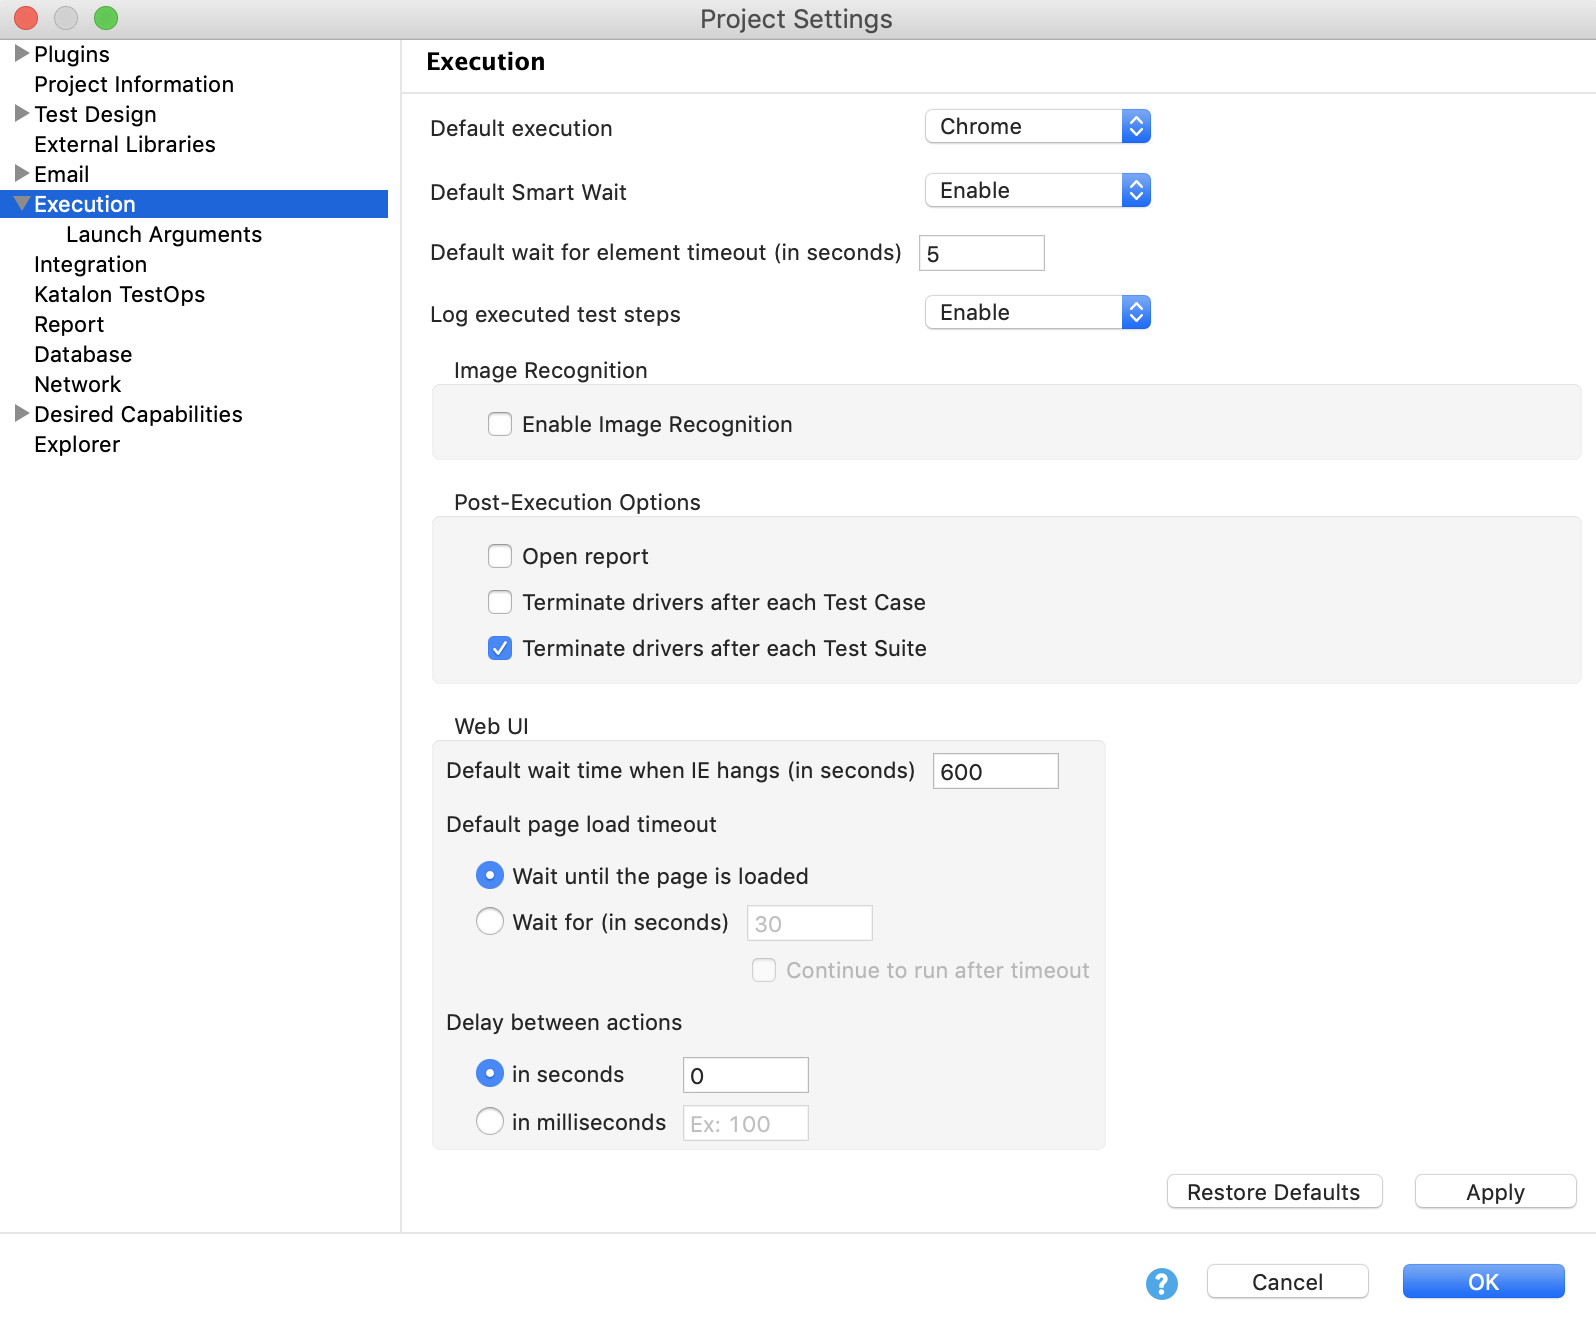 Project Settings
Plugins
Project Information
Test Design
External Libraries
Email
Execution
Launch Arguments
Integration
Katalon TestOps
Report
Database
Network
Desired Capabilities
Explorer
Execution
Default execution Chrome
Default Smart Wait Enable
Default wait for element timeout (in seconds) 5
Log executed test steps Enable
Image Recognition
Enable Image Recognition
Post-Execution Options
Open report
Terminate drivers after each Test Case
Terminate drivers after each Test Suite
Web UI
Default wait time when IE hangs (in seconds) 600
Default page load timeout
Wait until the page is loaded
Wait for (in seconds) 30
Continue to run after timeout
Delay between actions
in seconds 0
in milliseconds Ex: 100
Restore Defaults Apply
? Cancel OK